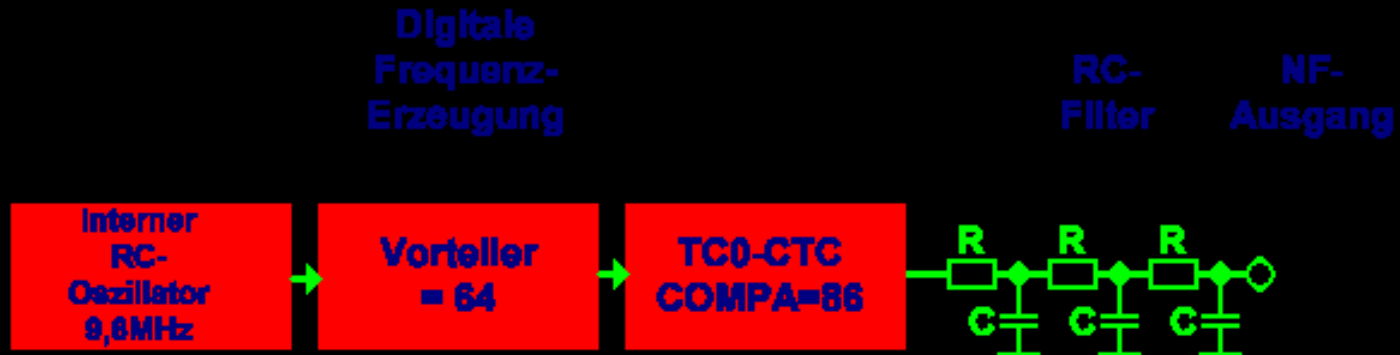 Digitale
Frequenz-
Erzeugung
RC-
Filter
NF-
Ausgang
Interner
RC-
Oszillator
9,6MHz
Vorteiler
= 64
TC0-CTC
COMPA=86
R
R
R
C
C
C